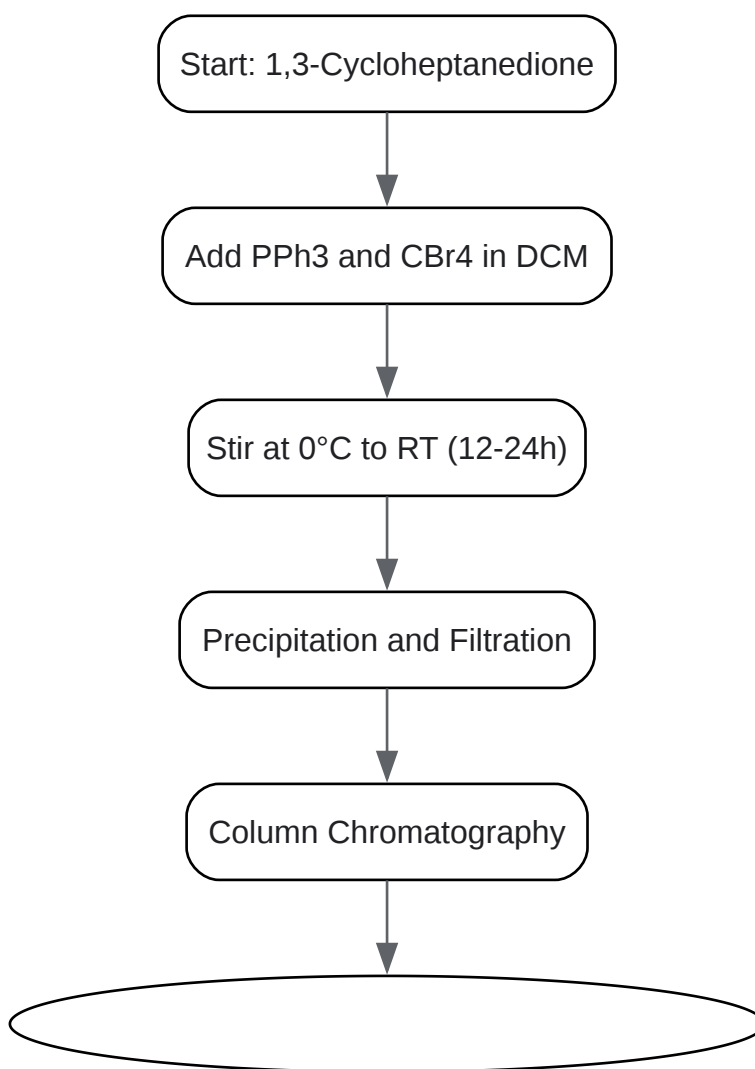 Start: 1,3-Cycloheptanedione
Add PPh3 and CBr4 in DCM
Stir at 0°C to RT (12-24h)
Precipitation and Filtration
Column Chromatography